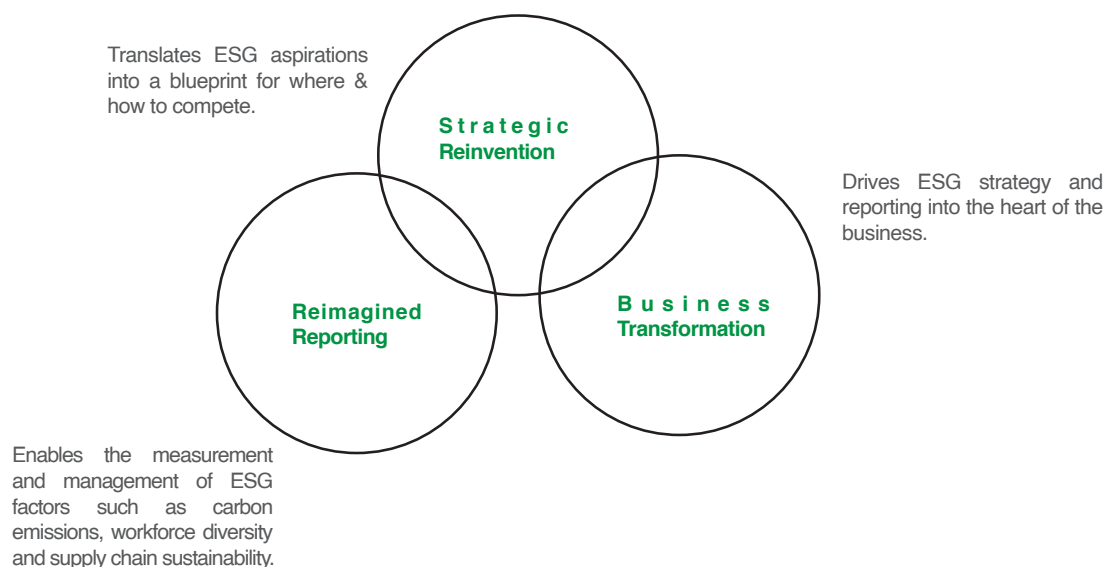 Translates ESG aspirations
into a blueprint for where &
how to compete.
Strategic
Reinvention
Drives ESG strategy and
reporting into the heart of the
business.
Reimagined
Reporting
Business
Transformation
Enables the measurement
and management of ESG
factors such as carbon
emissions, workforce diversity
and supply chain sustainability.